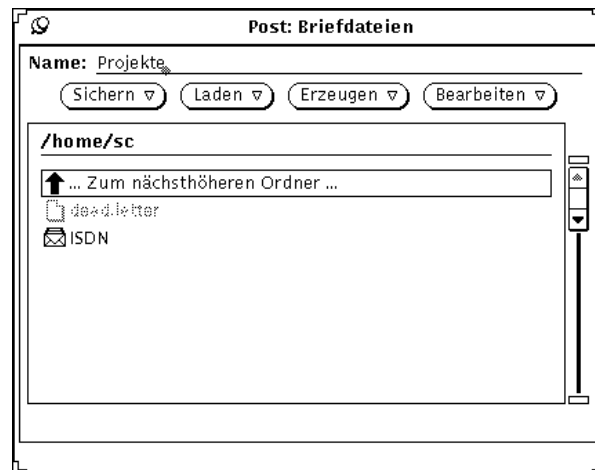 Post: Briefdateien
Name: Projekte
Sichern Laden Erzeugen Bearbeiten
/home/sc
... Zum nächsthöheren Ordner ...
dead.letter
ISDN